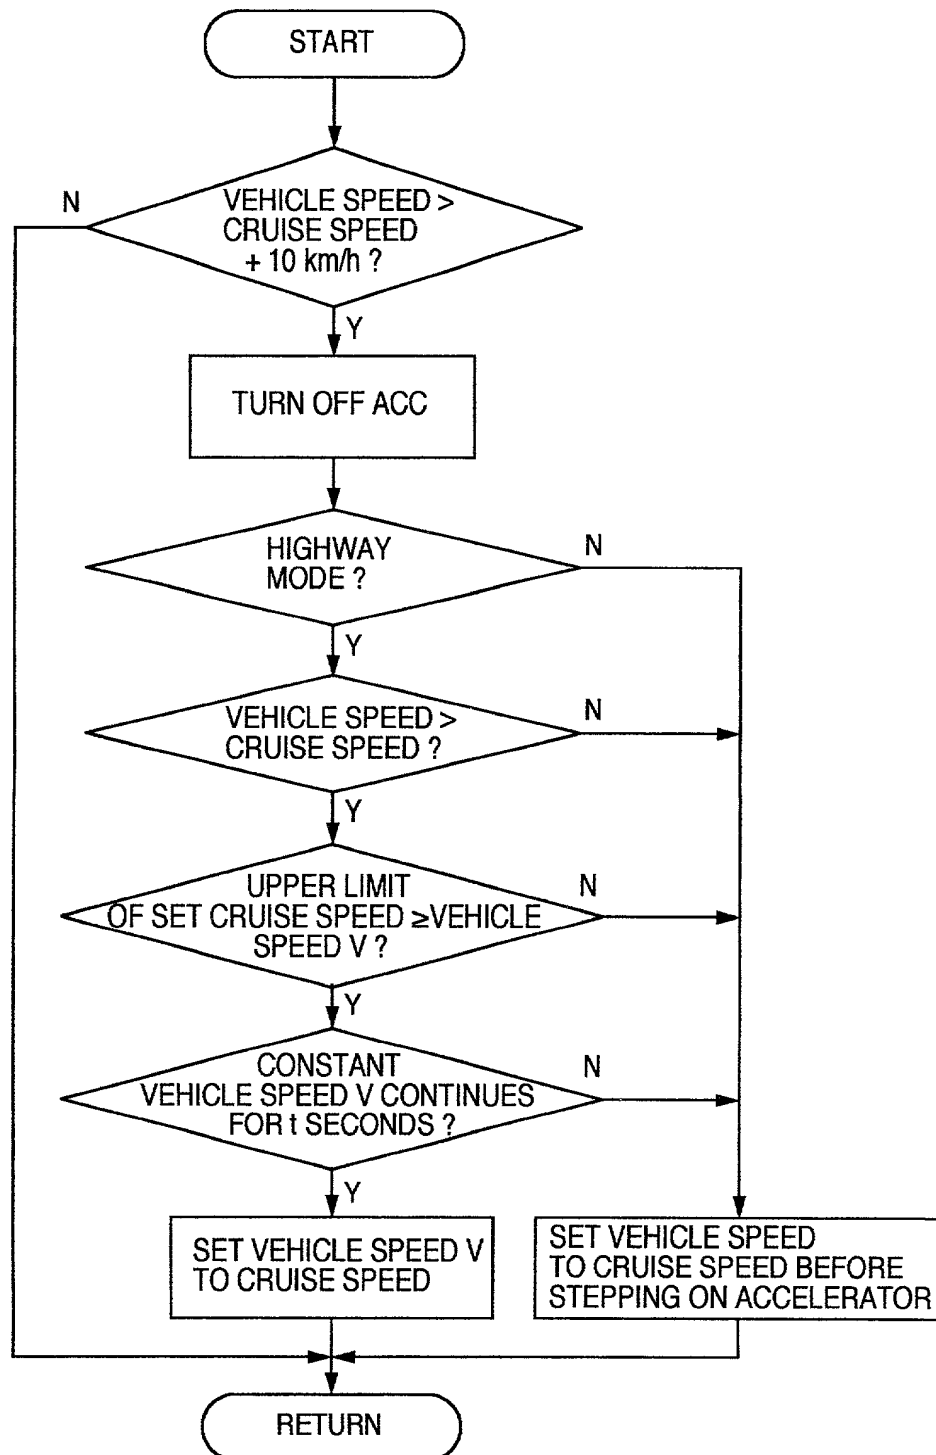 START
N
VEHICLE SPEED >
CRUISE SPEED
+ 10 km/h ?
Y
TURN OFF ACC
HIGHWAY
MODE ?
N
Y
VEHICLE SPEED >
CRUISE SPEED ?
N
Y
UPPER LIMIT
OF SET CRUISE SPEED ≥VEHICLE
SPEED V ?
N
Y
CONSTANT
VEHICLE SPEED V CONTINUES
FOR t SECONDS ?
N
Y
SET VEHICLE SPEED V
TO CRUISE SPEED
SET VEHICLE SPEED
TO CRUISE SPEED BEFORE
STEPPING ON ACCELERATOR
RETURN